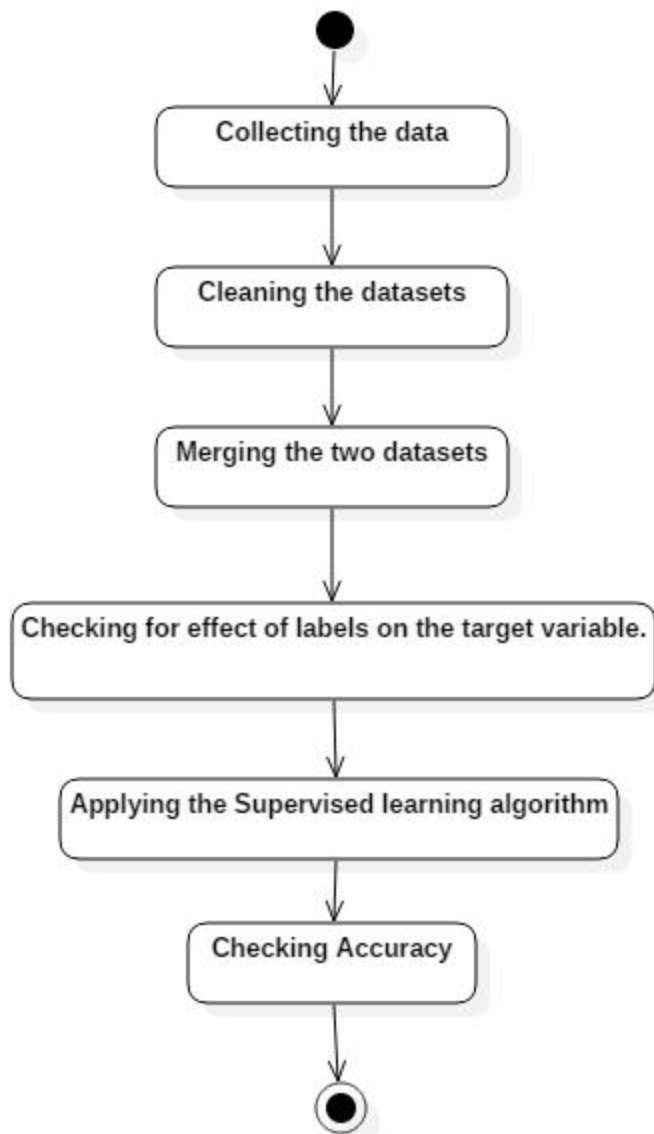 Collecting the data
Cleaning the datasets
Merging the two datasets
Checking for effect of labels on the target variable.
Applying the Supervised learning algorithm
Checking Accuracy